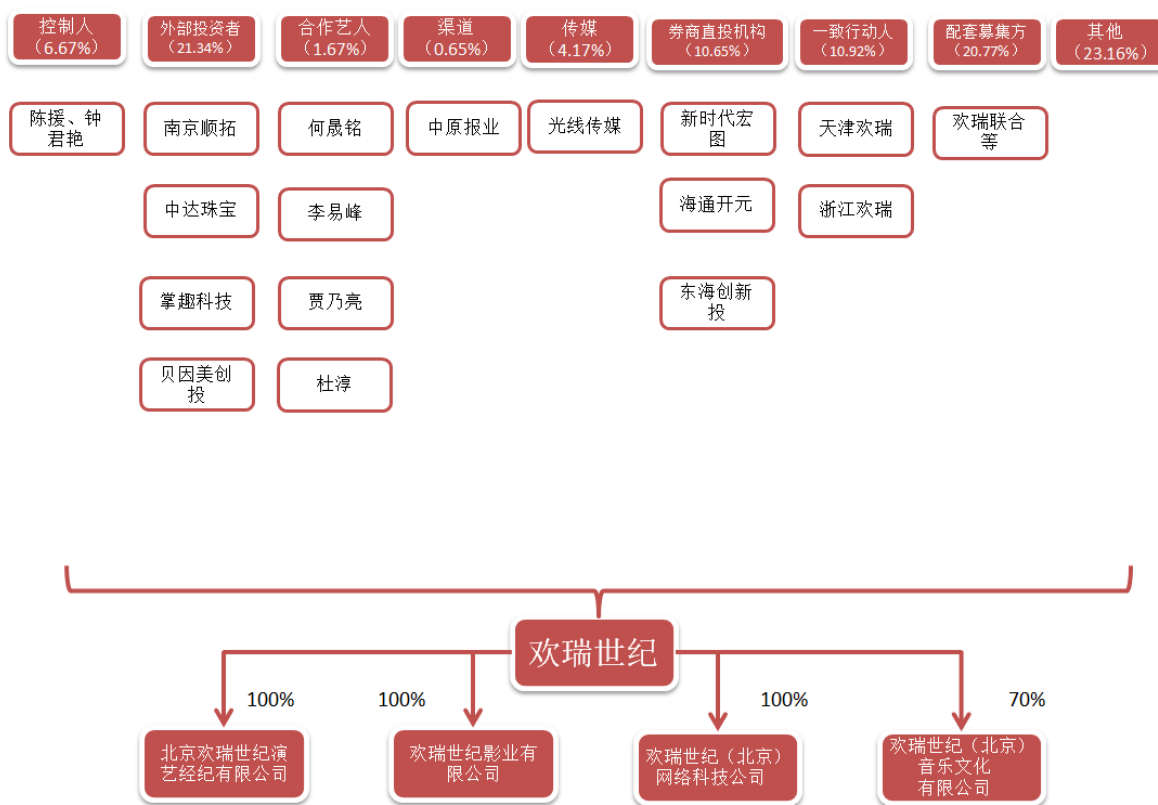 控制人
（6.67%）
外部投资者
（21.34%）
合作艺人
（1.67%）
渠道
（0.65%）
传媒
（4.17%）
券商直投机构
（10.65%）
一致行动人
（10.92%）
配套募集方
（20.77%）
其他
（23.16%）
陈援、钟
君艳
南京顺拓
何晟铭
中原报业
光线传媒
新时代宏
图
天津欢瑞
欢瑞联合
等
中达珠宝
李易峰
海通开元
浙江欢瑞
掌趣科技
贾乃亮
东海创新
投
贝因美创
投
杜淳
欢瑞世纪
100%
100%
100%
70%
北京欢瑞世纪演
艺经纪有限公司
欢瑞世纪影业有
限公司
欢瑞世纪（北京）
网络科技公司
欢瑞世纪（北京）
音乐文化
有限公司